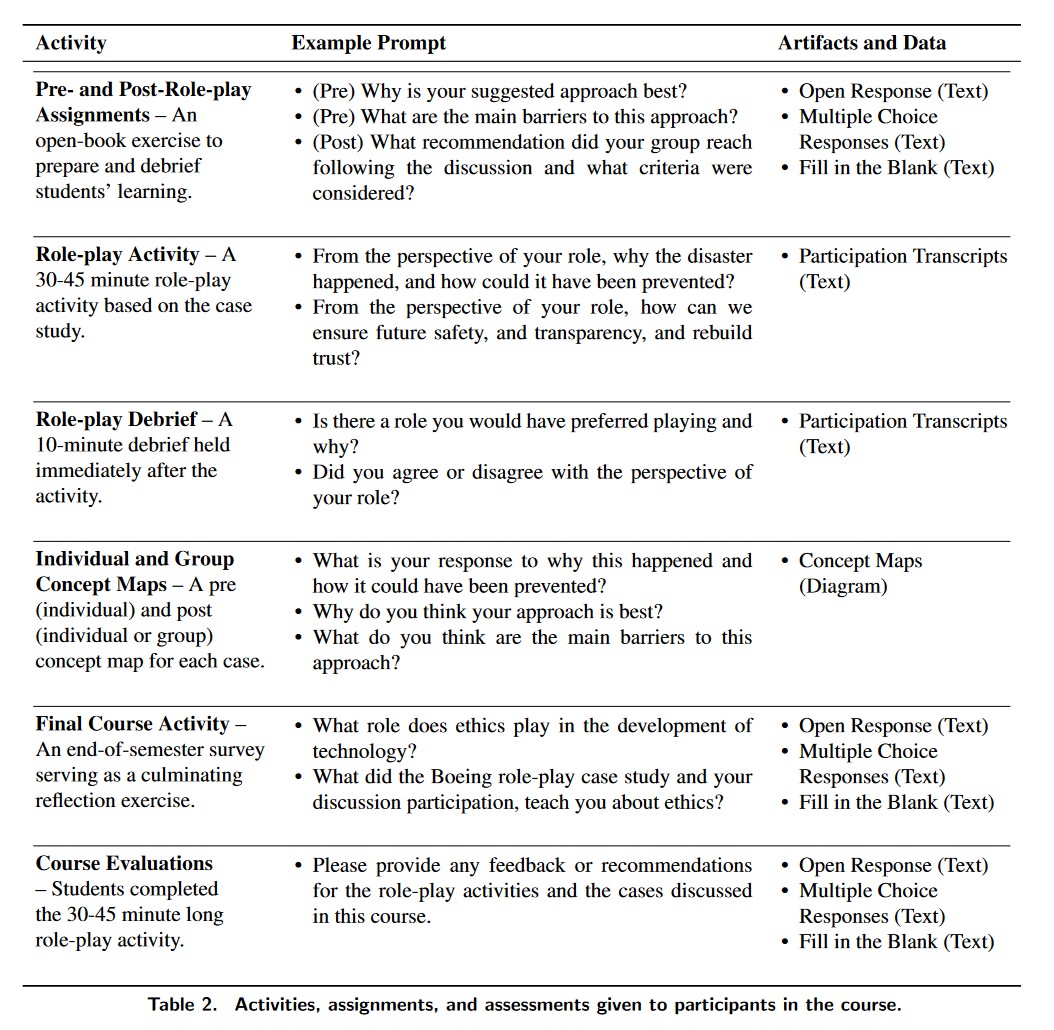 Activity Example Prompt Artifacts and Data
Pre- and Post-Role-play
Assignments – An
open-book exercise to
prepare and debrief
students' learning.
• (Pre) Why is your suggested approach best?
• (Pre) What are the main barriers to this approach?
• (Post) What recommendation did your group reach
following the discussion and what criteria were
considered?
• Open Response (Text)
• Multiple Choice
Responses (Text)
• Fill in the Blank (Text)
Role-play Activity – A
30-45 minute role-play
activity based on the case
study.
• From the perspective of your role, why the disaster
happened, and how could it have been prevented?
• From the perspective of your role, how can we
ensure future safety, and transparency, and rebuild
trust?
• Participation Transcripts
(Text)
Role-play Debrief – A
10-minute debrief held
immediately after the
activity.
• Is there a role you would have preferred playing and
why?
• Did you agree or disagree with the perspective of
your role?
• Participation Transcripts
(Text)
Individual and Group
Concept Maps – A pre
(individual) and post
(individual or group)
concept map for each case.
• What is your response to why this happened and
how it could have been prevented?
• Why do you think your approach is best?
• What do you think are the main barriers to this
approach?
• Concept Maps
(Diagram)
Final Course Activity –
An end-of-semester survey
serving as a culminating
reflection exercise.
• What role does ethics play in the development of
technology?
• What did the Boeing role-play case study and your
discussion participation, teach you about ethics?
• Open Response (Text)
• Multiple Choice
Responses (Text)
• Fill in the Blank (Text)
Course Evaluations
– Students completed
the 30-45 minute long
role-play activity.
• Please provide any feedback or recommendations
for the role-play activities and the cases discussed
in this course.
• Open Response (Text)
• Multiple Choice
Responses (Text)
• Fill in the Blank (Text)
Table 2. Activities, assignments, and assessments given to participants in the course.